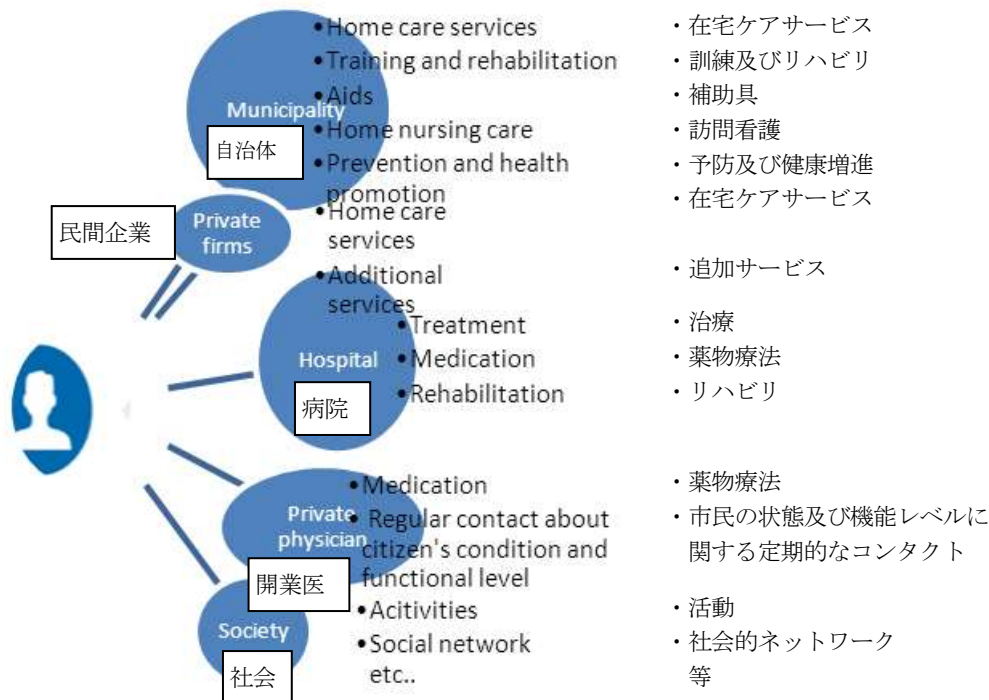 •Home care services
・在宅ケアサービス
•Training and rehabilitation
・訓練及びリハビリ
•Aids
・補助具
Municipality
•Home nursing care
・訪問看護
自治体
•Prevention and health
promotion
・予防及び健康増進
Private
firms
民間企業
•Home care
services
・在宅ケアサービス
•Additional
services
・追加サービス
•Treatment
・治療
Hospital
•Medication
・薬物療法
•Rehabilitation
・リハビリ
病院
•Medication
・薬物療法
Private
physician
• Regular contact about
citizen's condition and
functional level
・市民の状態及び機能レベルに
関する定期的なコンタクト
開業医
•Acitivities
・活動
Society
•Social network
etc..
・社会的ネットワーク
等
社会